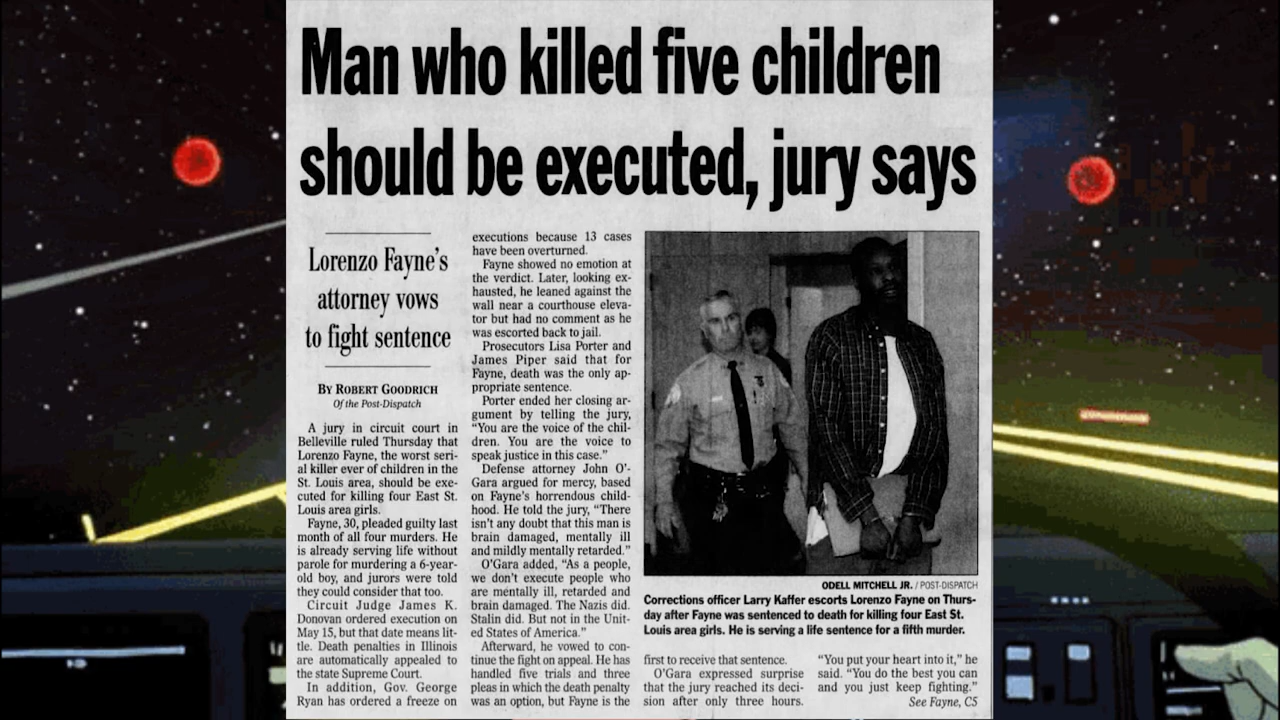 Man who killed five children
should be executed, jury says
Lorenzo Fayne's
attorney vows
to fight sentence
BY ROBERT GOODRICH
Of the Post-Dispatch
A jury in circuit court in
Belleville ruled Thursday that
Lorenzo Fayne, the worst seri-
al killer ever of children in the
St. Louis area, should be exe-
cuted for killing four East St.
Louis area girls.
Fayne, 30, pleaded guilty last
month of all four murders. He
is already serving life without
parole for murdering a 6-year-
old boy, and jurors were told
they could consider that too.
Circuit Judge James K.
Donovan ordered execution on
May 15, but that date means lit-
tle. Death penalties in Illinois
are automatically appealed to
the state Supreme Court.
In addition, Gov. George
Ryan has ordered a freeze on
executions because 13 cases
have been overturned.
Fayne showed no emotion at
the verdict. Later, looking ex-
hausted, he leaned against the
wall near a courthouse eleva-
tor but had no comment as he
was escorted back to jail.
Prosecutors Lisa Porter and
James Piper said that for
Fayne, death was the only ap-
propriate sentence.
Porter ended her closing ar-
gument by telling the jury,
"You are the voice of the chil-
dren. You are the voice to
speak justice in this case."
Defense attorney John O'-
Gara argued for mercy, based
on Fayne's horrendous child-
hood. He told the jury, "There
isn't any doubt that this man is
brain damaged, mentally ill
and mildly mentally retarded."
O'Gara added, "As a people,
we don't execute people who
are mentally ill, retarded and
brain damaged. The Nazis did.
Stalin did. But not in the Unit-
ed States of America."
Afterward, he vowed to con-
tinue the fight on appeal. He has
handled five trials and three
pleas in which the death penalty
was an option, but Fayne is the
ODELL MITCHELL JR. / POST-DISPATCH
Corrections officer Larry Kaffer escorts Lorenzo Fayne on Thurs-
day after Fayne was sentenced to death for killing four East St.
Louis area girls. He is serving a life sentence for a fifth murder.
first to receive that sentence.
O'Gara expressed surprise
that the jury reached its deci-
sion after only three hours.
"You put your heart into it," he
said. "You do the best you can
and you just keep fighting."
See Fayne, C5